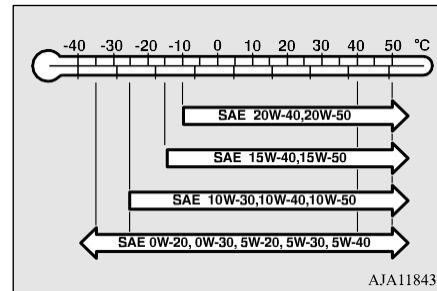 -40 -30 -20 -10 0 10 20 30 40 50 °C
SAE 20W-40,20W-50
SAE 15W-40,15W-50
SAE 10W-30,10W-40,10W-50
SAE 0W-20, 0W-30, 5W-20, 5W-30, 5W-40
AJA11843